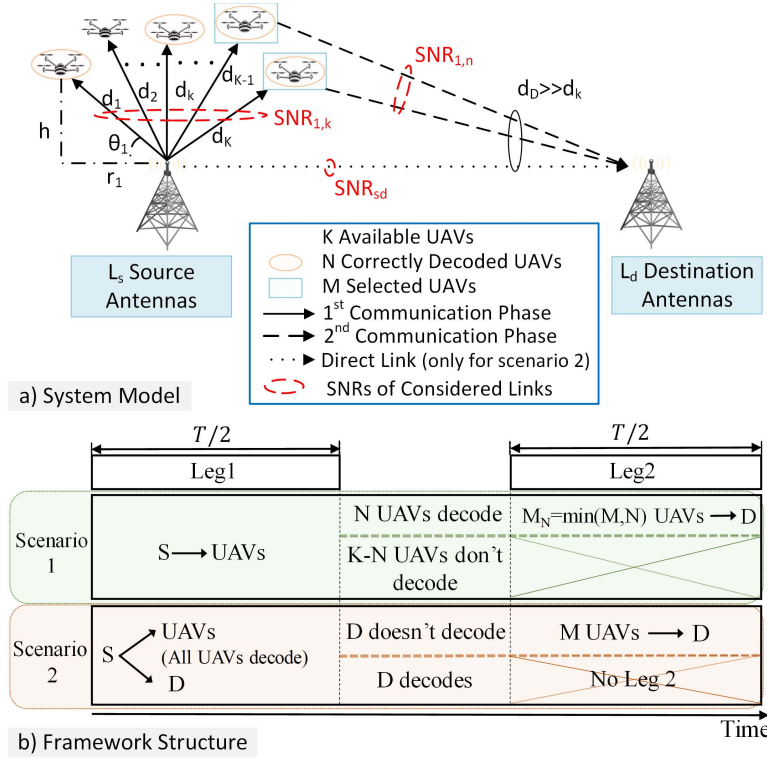 SNR1,n
d1
d2
dk
dK-1
dK
dD>>dk
h
θ1
SNR1,k
r1
SNRsd
Ls Source
Antennas
Ld Destination
Antennas
K Available UAVs
N Correctly Decoded UAVs
M Selected UAVs
1st Communication Phase
2nd Communication Phase
Direct Link (only for scenario 2)
SNRs of Considered Links
a) System Model
T/2
T/2
Leg1
Leg2
Scenario
1
S → UAVs
N UAVs decode
K-N UAVs don't
decode
MN=min(M,N) UAVs → D
Scenario
2
S
UAVs
(All UAVs decode)
D
D doesn't decode
D decodes
M UAVs → D
No Leg 2
Time
b) Framework Structure